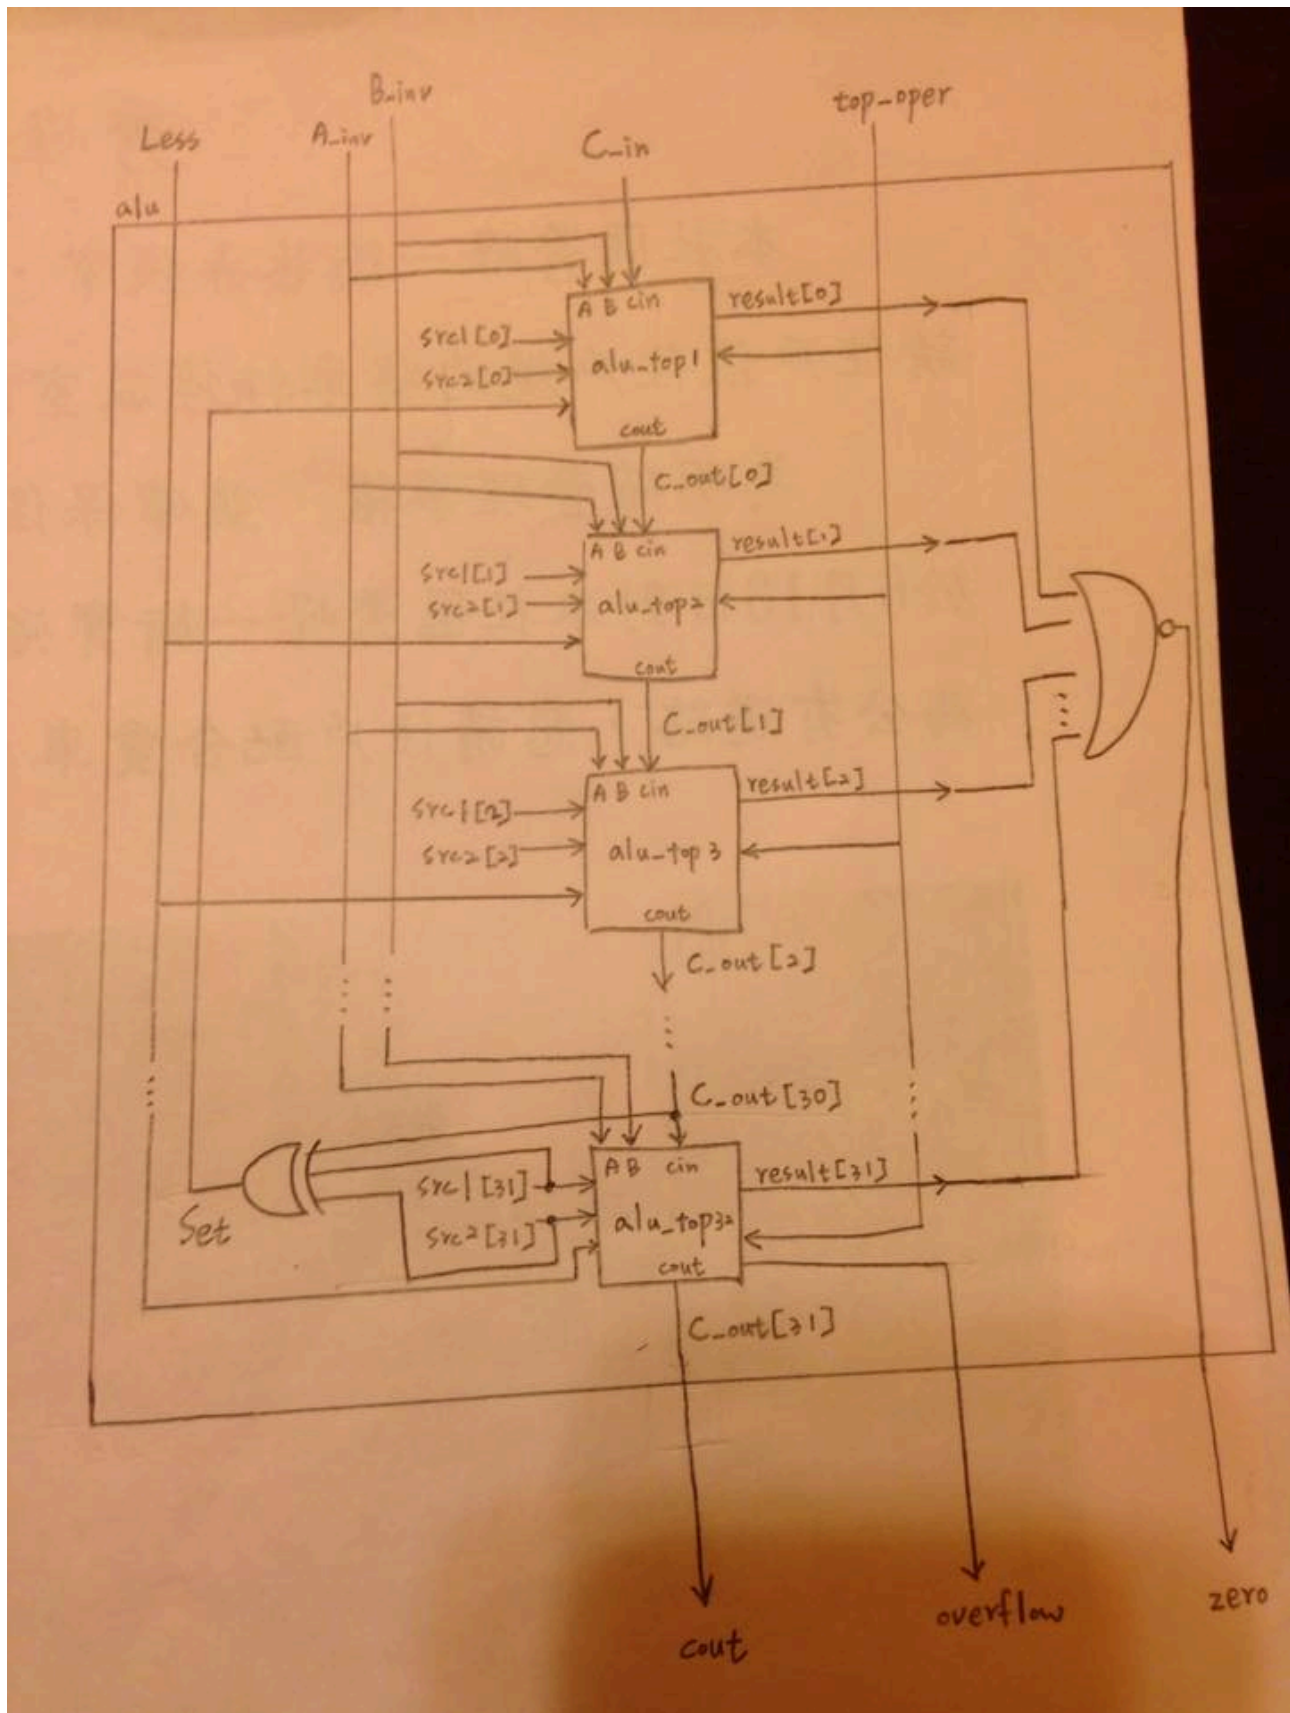 B_inv
top_oper
Less
A_inv
C_in
alu
A B cin
result[0]
src1[0]
alu_top1
src2[0]
cout
C_out[0]
A B cin
result[1]
src1[1]
alu_top2
src2[1]
cout
C_out[1]
A B cin
result[2]
src1[2]
alu_top3
src2[2]
cout
C_out[2]
C_out[30]
A B cin
result[31]
src1[31]
alu_top32
src2[31]
Set
cout
C_out[31]
zero
overflow
cout